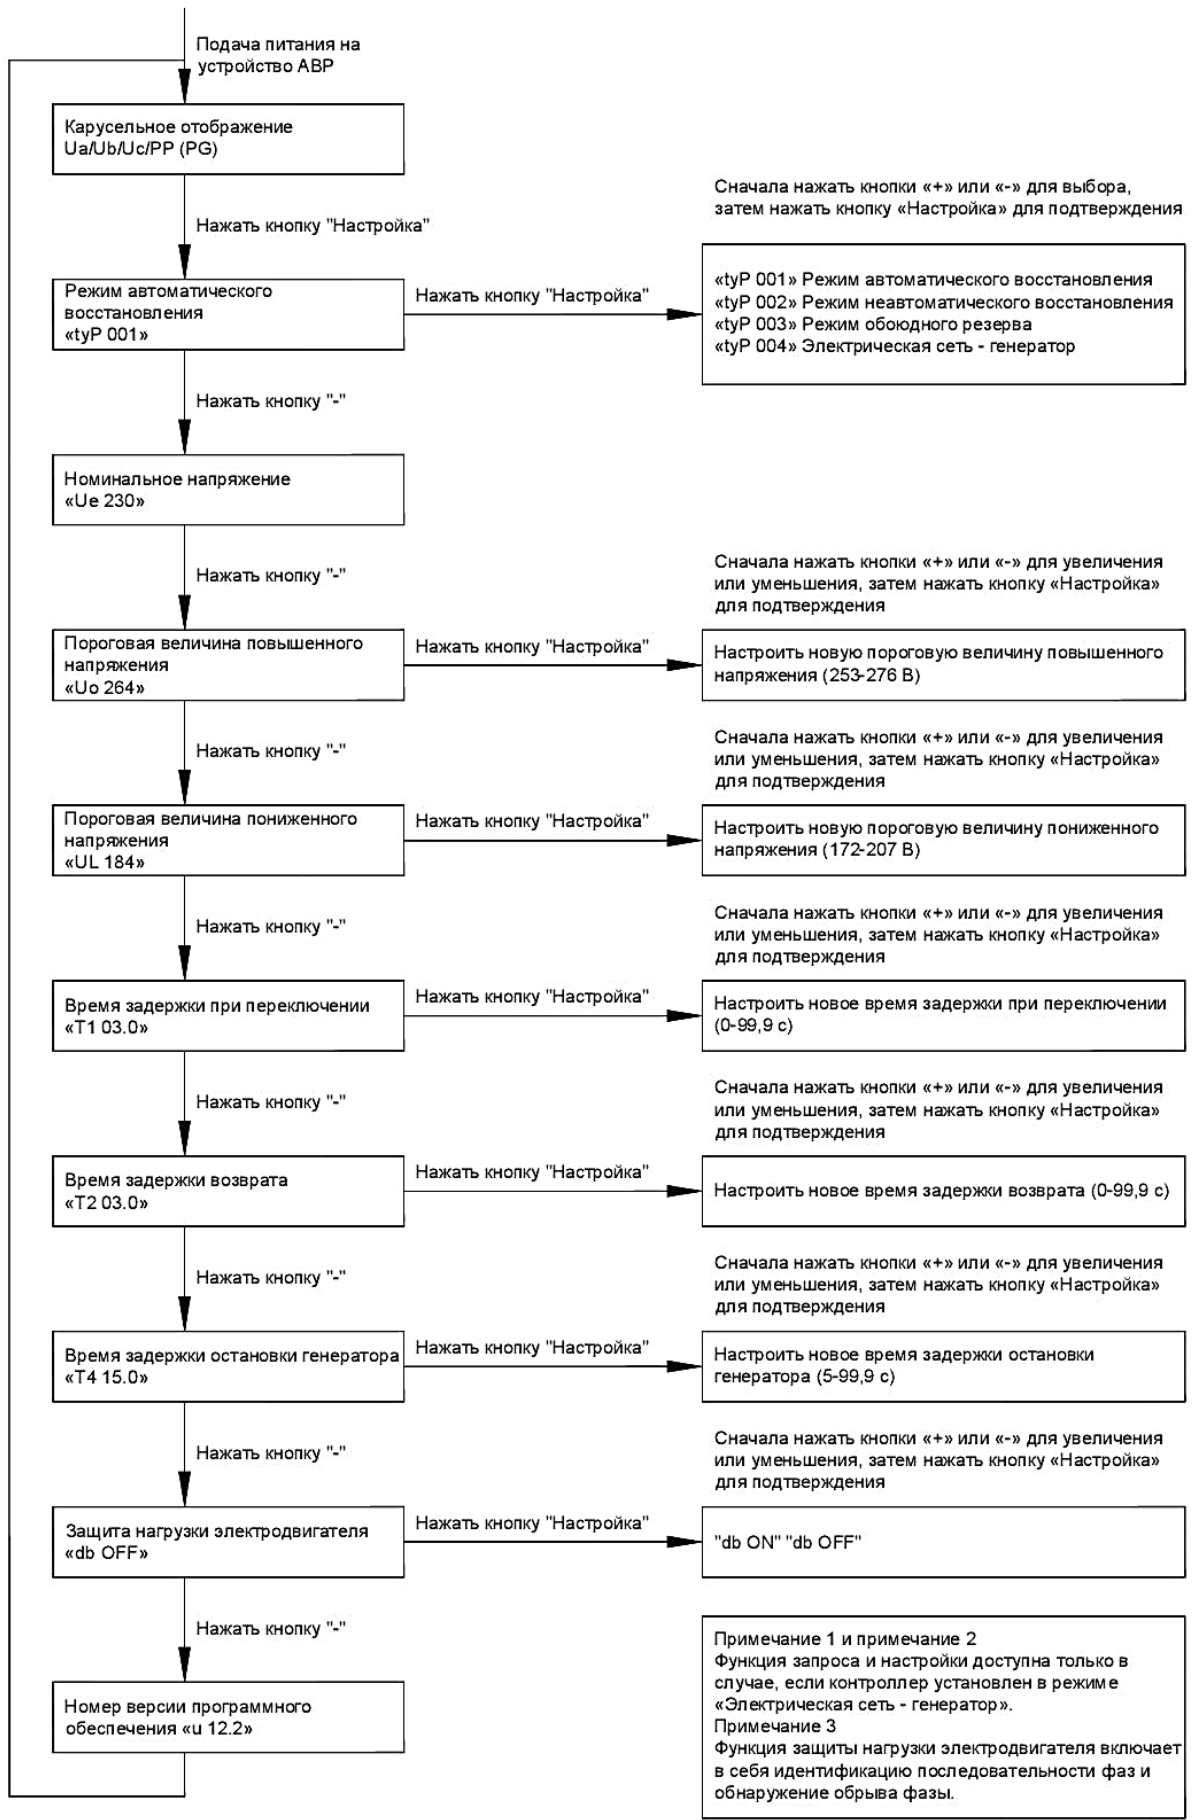 Подача питания на
устройство АВР
Карусельное отображение
Ua/Ub/Uc/PP (PG)
Нажать кнопку "Настройка"
Сначала нажать кнопки «+» или «-» для выбора,
затем нажать кнопку «Настройка» для подтверждения
Режим автоматического
восстановления
«tyP 001»
Нажать кнопку "Настройка"
«tyP 001» Режим автоматического восстановления
«tyP 002» Режим неавтоматического восстановления
«tyP 003» Режим обоюдного резерва
«tyP 004» Электрическая сеть - генератор
Нажать кнопку "-"
Номинальное напряжение
«Ue 230»
Нажать кнопку "-"
Сначала нажать кнопки «+» или «-» для увеличения
или уменьшения, затем нажать кнопку «Настройка»
для подтверждения
Пороговая величина повышенного
напряжения
«Uo 264»
Нажать кнопку "Настройка"
Настроить новую пороговую величину повышенного
напряжения (253-276 В)
Нажать кнопку "-"
Сначала нажать кнопки «+» или «-» для увеличения
или уменьшения, затем нажать кнопку «Настройка»
для подтверждения
Пороговая величина пониженного
напряжения
«UL 184»
Нажать кнопку "Настройка"
Настроить новую пороговую величину пониженного
напряжения (172-207 В)
Нажать кнопку "-"
Сначала нажать кнопки «+» или «-» для увеличения
или уменьшения, затем нажать кнопку «Настройка»
для подтверждения
Время задержки при переключении
«T1 03.0»
Нажать кнопку "Настройка"
Настроить новое время задержки при переключении
(0-99,9 с)
Нажать кнопку "-"
Сначала нажать кнопки «+» или «-» для увеличения
или уменьшения, затем нажать кнопку «Настройка»
для подтверждения
Время задержки возврата
«T2 03.0»
Нажать кнопку "Настройка"
Настроить новое время задержки возврата (0-99,9 с)
Нажать кнопку "-"
Сначала нажать кнопки «+» или «-» для увеличения
или уменьшения, затем нажать кнопку «Настройка»
для подтверждения
Время задержки остановки генератора
«T4 15.0»
Нажать кнопку "Настройка"
Настроить новое время задержки остановки
генератора (5-99,9 с)
Нажать кнопку "-"
Сначала нажать кнопки «+» или «-» для увеличения
или уменьшения, затем нажать кнопку «Настройка»
для подтверждения
Защита нагрузки электродвигателя
«db OFF»
Нажать кнопку "Настройка"
"db ON" "db OFF"
Нажать кнопку "-"
Номер версии программного
обеспечения «u 12.2»
Примечание 1 и примечание 2
Функция запроса и настройки доступна только в
случае, если контроллер установлен в режиме
«Электрическая сеть - генератор».
Примечание 3
Функция защиты нагрузки электродвигателя включает
в себя идентификацию последовательности фаз и
обнаружение обрыва фазы.